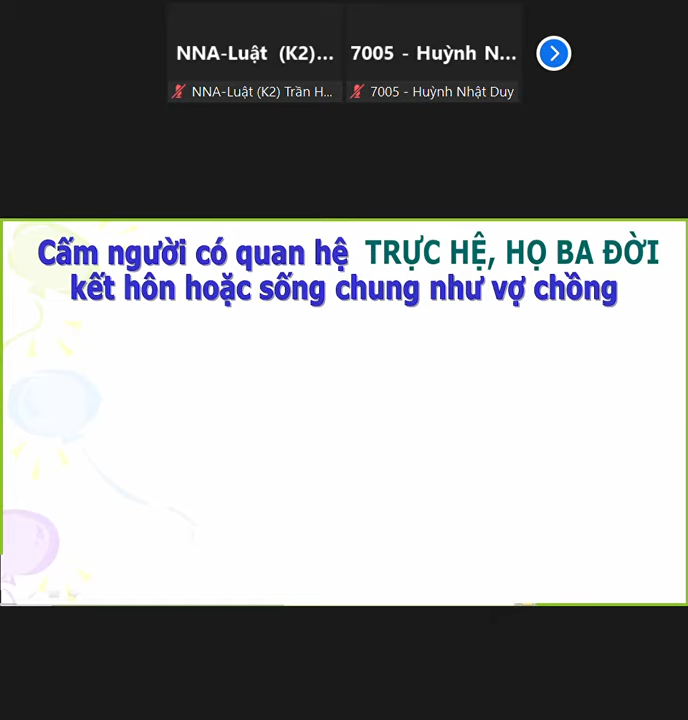 NNA-Luật (K2)... 7005 - Huỳnh N...
NNA-Luật (K2) Trần H... 7005 - Huỳnh Nhật Duy
Cấm người có quan hệ TRỰC HỆ, HỌ BA ĐỜI
kết hôn hoặc sống chung như vợ chồng